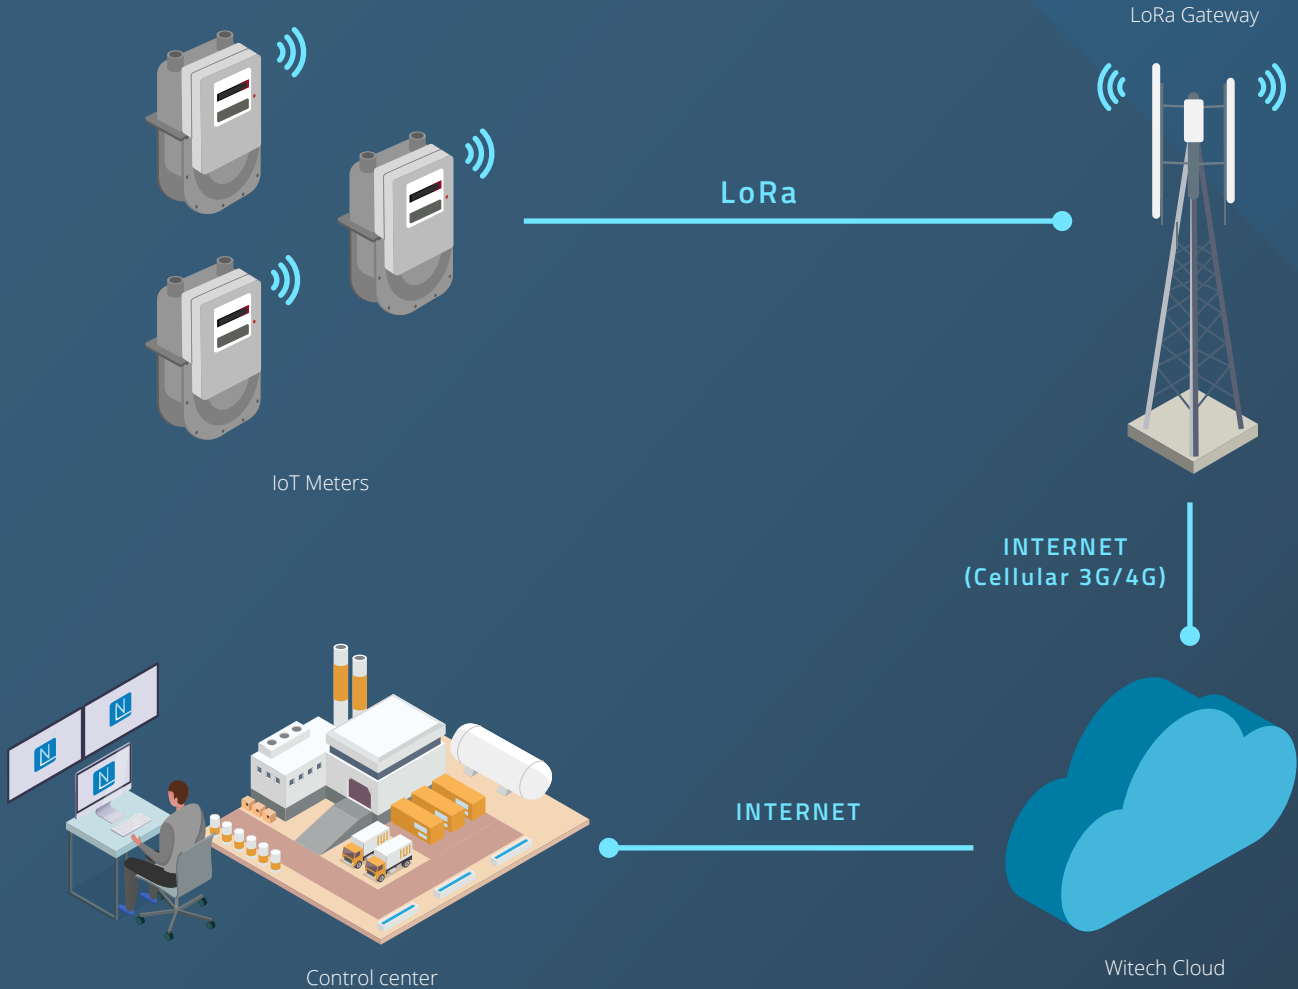 LoRa Gateway
LoRa
IoT Meters
INTERNET
(Cellular 3G/4G)
N
N
N
INTERNET
Witech Cloud
Control center